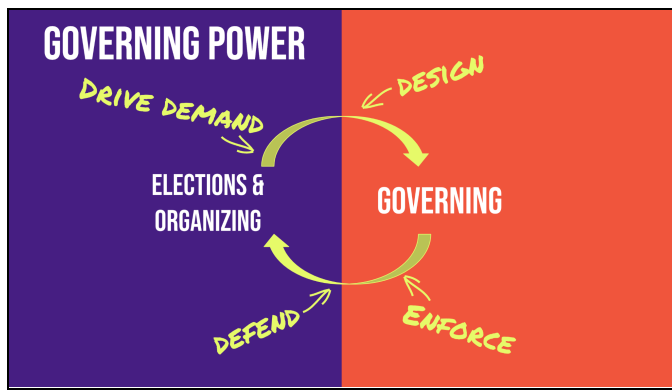 GOVERNING POWER
DRIVE DEMAND
DESIGN
ELECTIONS &
ORGANIZING
GOVERNING
DEFEND
ENFORCE